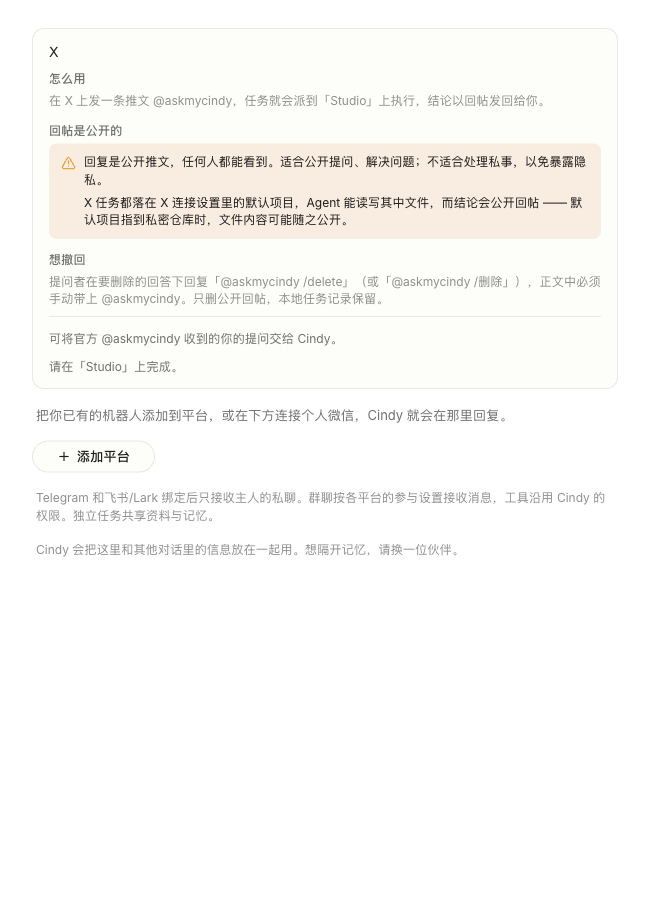 X
怎么用
在 X 上发一条推文 @askmycindy，任务就会派到「Studio」上执行，结论以回帖发回给你。
回帖是公开的
回复是公开推文，任何人都能看到。适合公开提问、解决问题；不适合处理私事，以免暴露隐
私。
X 任务都落在 X 连接设置里的默认项目，Agent 能读写其中文件，而结论会公开回帖 —— 默
认项目指到私密仓库时，文件内容可能随之公开。
想撤回
提问者在要删除的回答下回复「@askmycindy /delete」（或「@askmycindy /删除」），正文中必须
手动带上 @askmycindy。只删公开回帖，本地任务记录保留。
可将官方 @askmycindy 收到的你的提问交给 Cindy。
请在「Studio」上完成。
把你已有的机器人添加到平台，或在下方连接个人微信，Cindy 就会在那里回复。
＋ 添加平台
Telegram 和飞书/Lark 绑定后只接收主人的私聊。群聊按各平台的参与设置接收消息，工具沿用 Cindy 的
权限。独立任务共享资料与记忆。
Cindy 会把这里和其他对话里的信息放在一起用。想隔开记忆，请换一位伙伴。